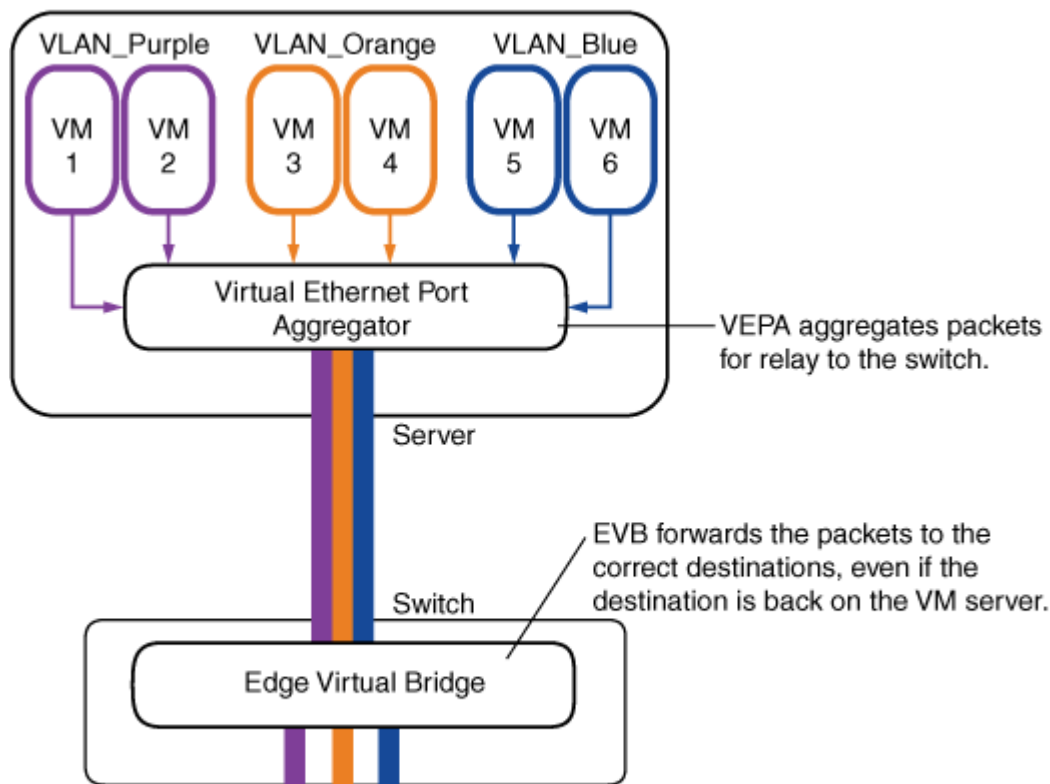 VLAN_Purple
VLAN_Orange
VLAN_Blue
VM
1
VM
2
VM
3
VM
4
VM
5
VM
6
Virtual Ethernet Port
Aggregator
VEPA aggregates packets
for relay to the switch.
Server
EVB forwards the packets to the
correct destinations, even if the
destination is back on the VM server.
Switch
Edge Virtual Bridge